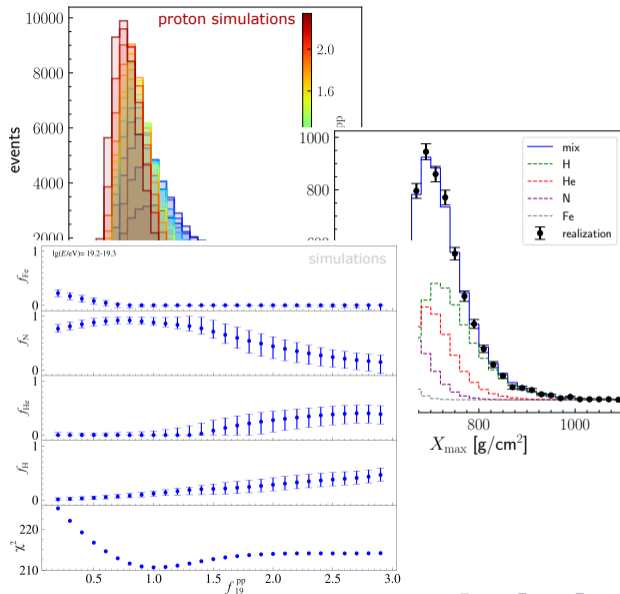 proton simulations
10000
8000
6000
4000
2000
events
2.4
2.0
1.6
1000
800
600
mix
H
He
N
Fe
realization
800
1000
X_max [g/cm²]
lg(E/eV)= 19.2-19.3
simulations
f_Fe
1
0
f_N
1
0
f_He
1
0
f_H
1
0
χ²
220
210
0.5
1.0
1.5
2.0
2.5
3.0
f_19^pp